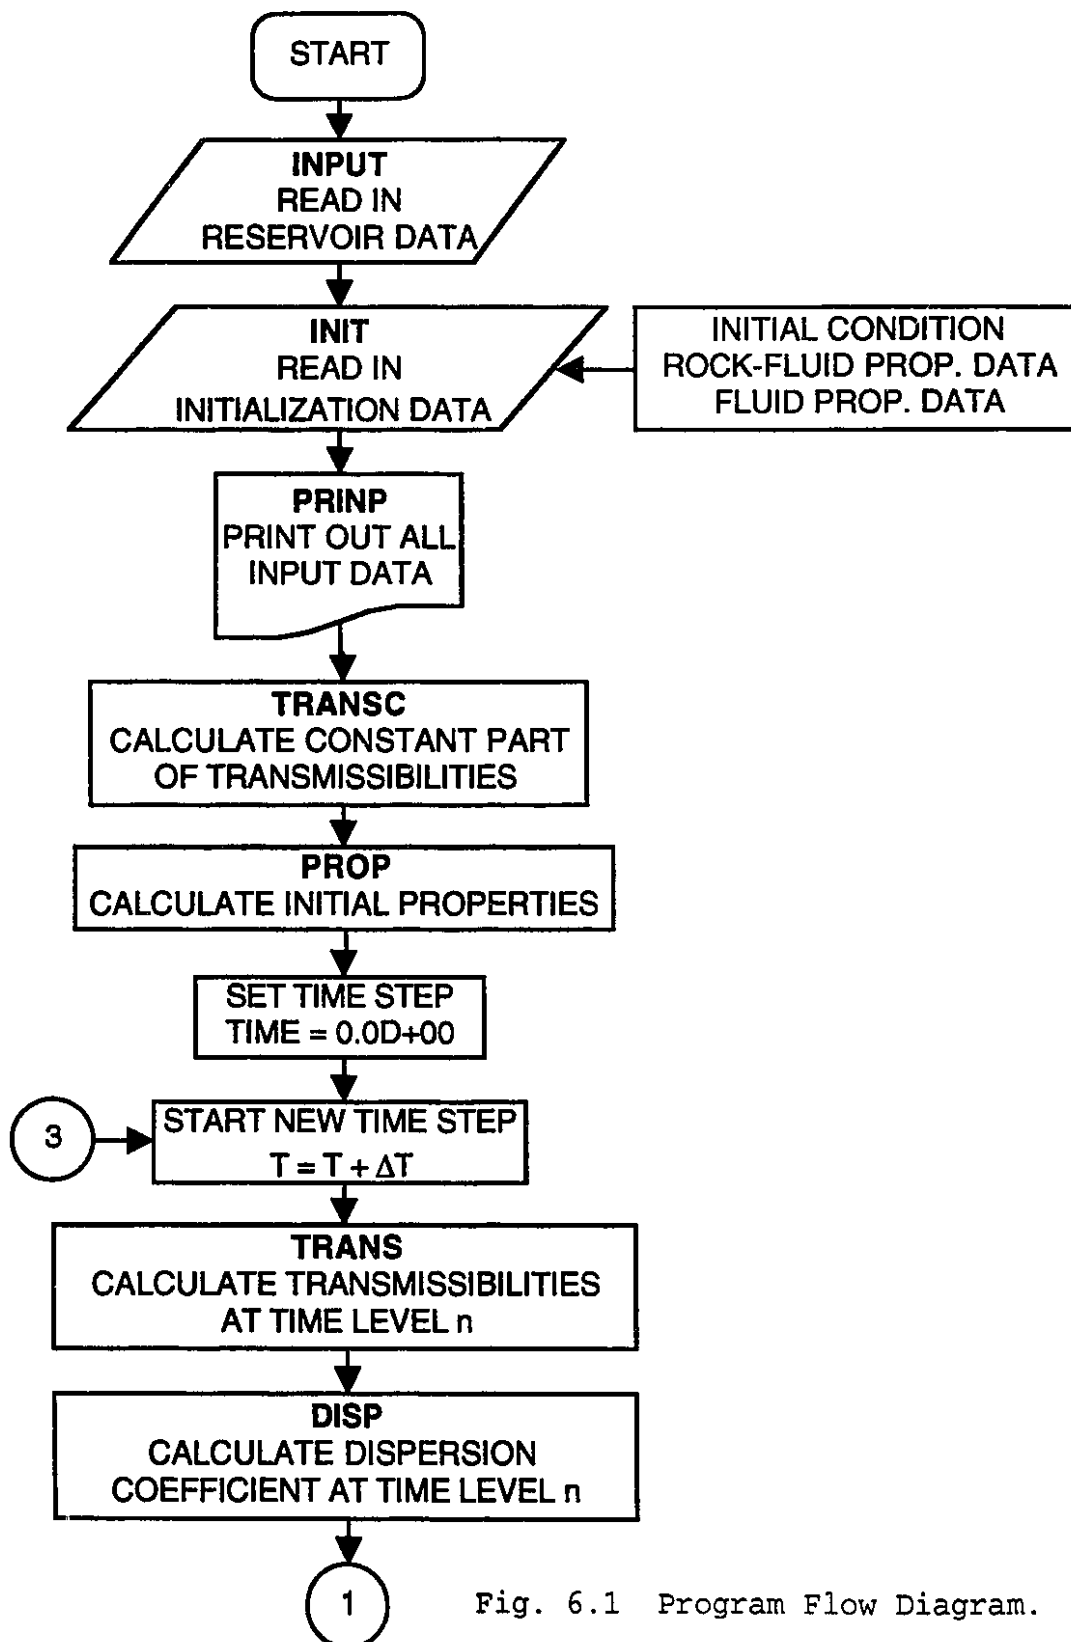 START
INPUT
READ IN
RESERVOIR DATA
INIT
READ IN
INITIALIZATION DATA
INITIAL CONDITION
ROCK-FLUID PROP. DATA
FLUID PROP. DATA
PRINP
PRINT OUT ALL
INPUT DATA
TRANSC
CALCULATE CONSTANT PART
OF TRANSMISSIBILITIES
PROP
CALCULATE INITIAL PROPERTIES
SET TIME STEP
TIME = 0.0D+00
3
START NEW TIME STEP
T = T + ΔT
TRANS
CALCULATE TRANSMISSIBILITIES
AT TIME LEVEL n
DISP
CALCULATE DISPERSION
COEFFICIENT AT TIME LEVEL n
1
Fig. 6.1 Program Flow Diagram.